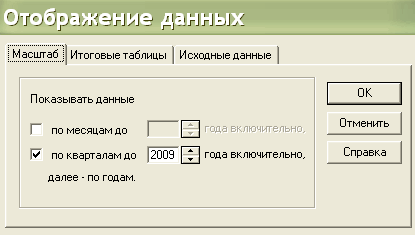 Отображение данных
Масштаб Итоговые таблицы Исходные данные
Показывать данные
по месяцам до года включительно,
по кварталам до 2009 года включительно,
далее - по годам.
OK
Отменить
Справка